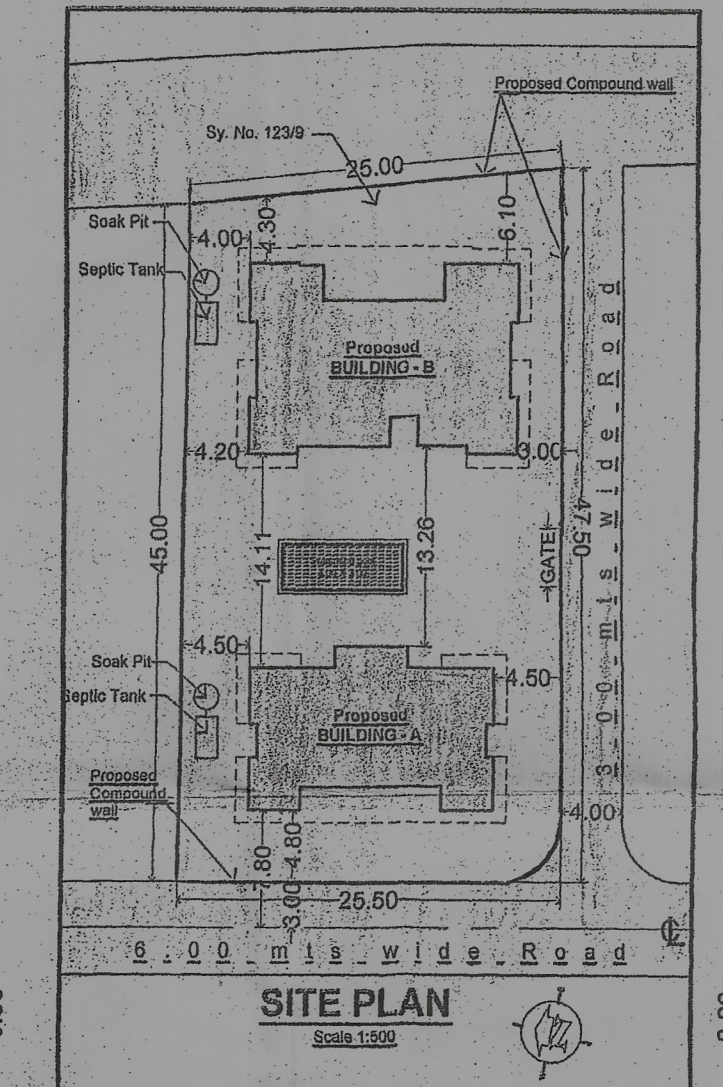 Proposed Compound wall
Sy. No. 123/9
25.00
Soak Pit
4.00
4.30
6.10
Septic Tank
Proposed
BUILDING - B
4.20
3.00
45.00
14.11
13.26
GATE
47.50
3.00 mts wide Road
4.50
Soak Pit
4.50
Septic Tank
Proposed
BUILDING - A
Proposed
Compound
wall
4.00
7.80
4.80
3.00
25.50
6.00 mts wide Road
SITE PLAN
Scale 1:500